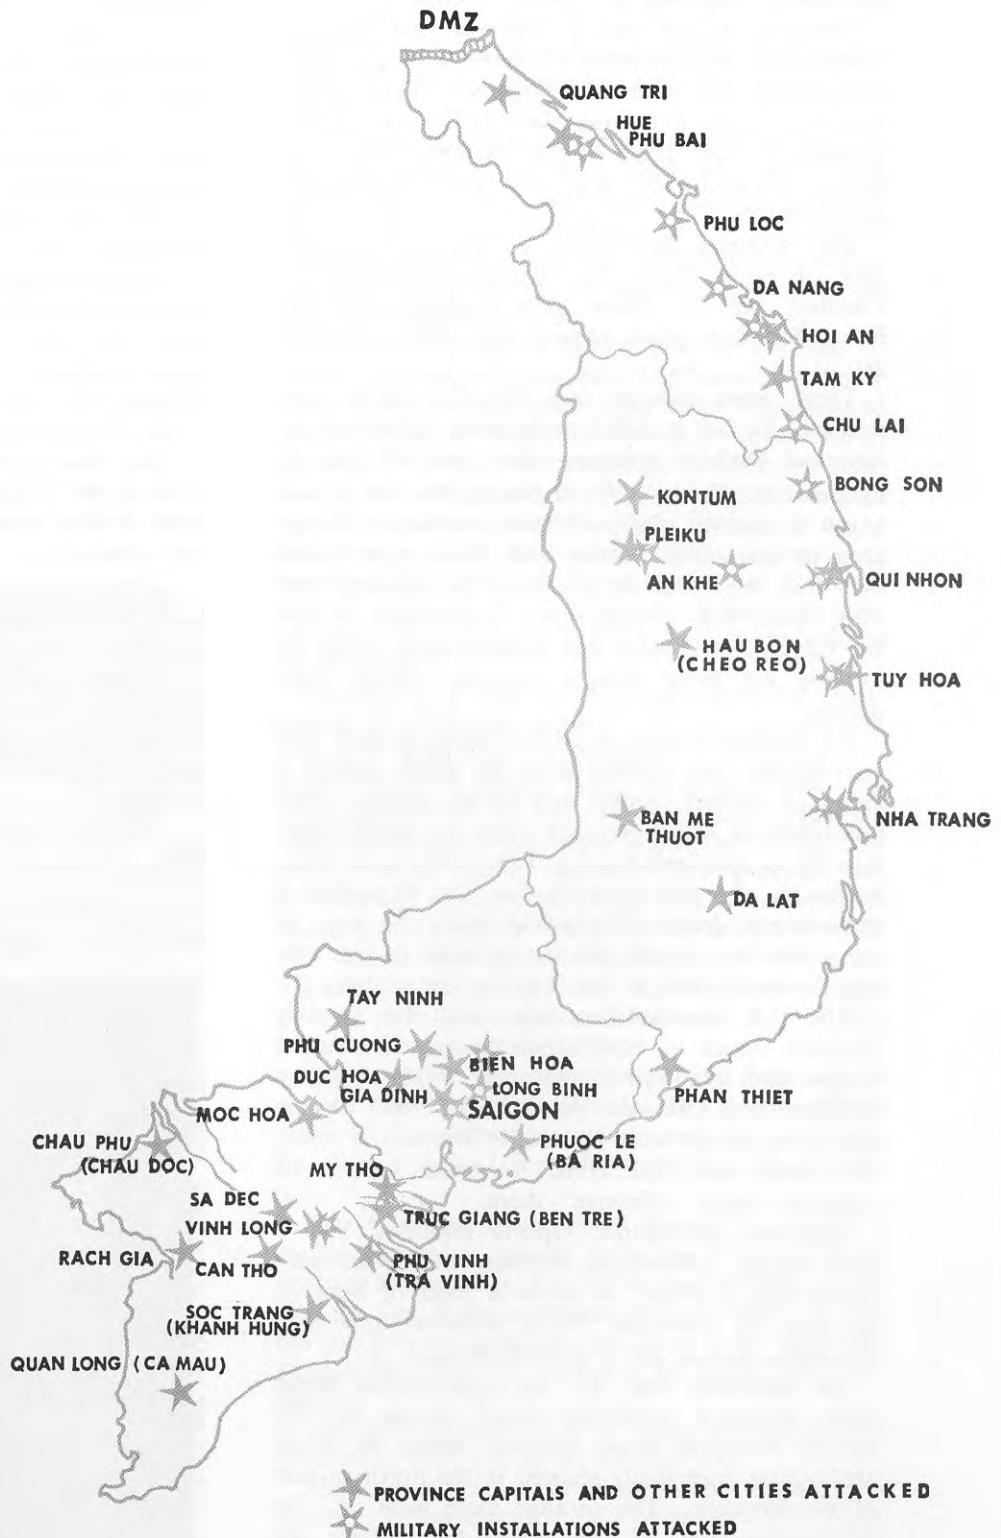 DMZ
QUANG TRI
HUE
PHU BAI
PHU LOC
DA NANG
HOI AN
TAM KY
CHU LAI
BONG SON
KONTUM
PLEIKU
AN KHE
QUI NHON
HAU BON
(CHEO REO)
TUY HOA
BAN ME
THUOT
NHA TRANG
DA LAT
TAY NINH
PHU CUONG
BIEN HOA
DUC HOA
LONG BINH
GIA DINH
SAIGON
PHAN THIET
MOC HOA
CHAU PHU
(CHAU DOC)
PHUOC LE
(BA RIA)
MY THO
SA DEC
TRUC GIANG (BEN TRE)
VINH LONG
RACH GIA
CAN THO
PHU VINH
(TRA VINH)
SOC TRANG
(KHANH HUNG)
QUAN LONG (CA MAU)
PROVINCE CAPITALS AND OTHER CITIES ATTACKED
MILITARY INSTALLATIONS ATTACKED